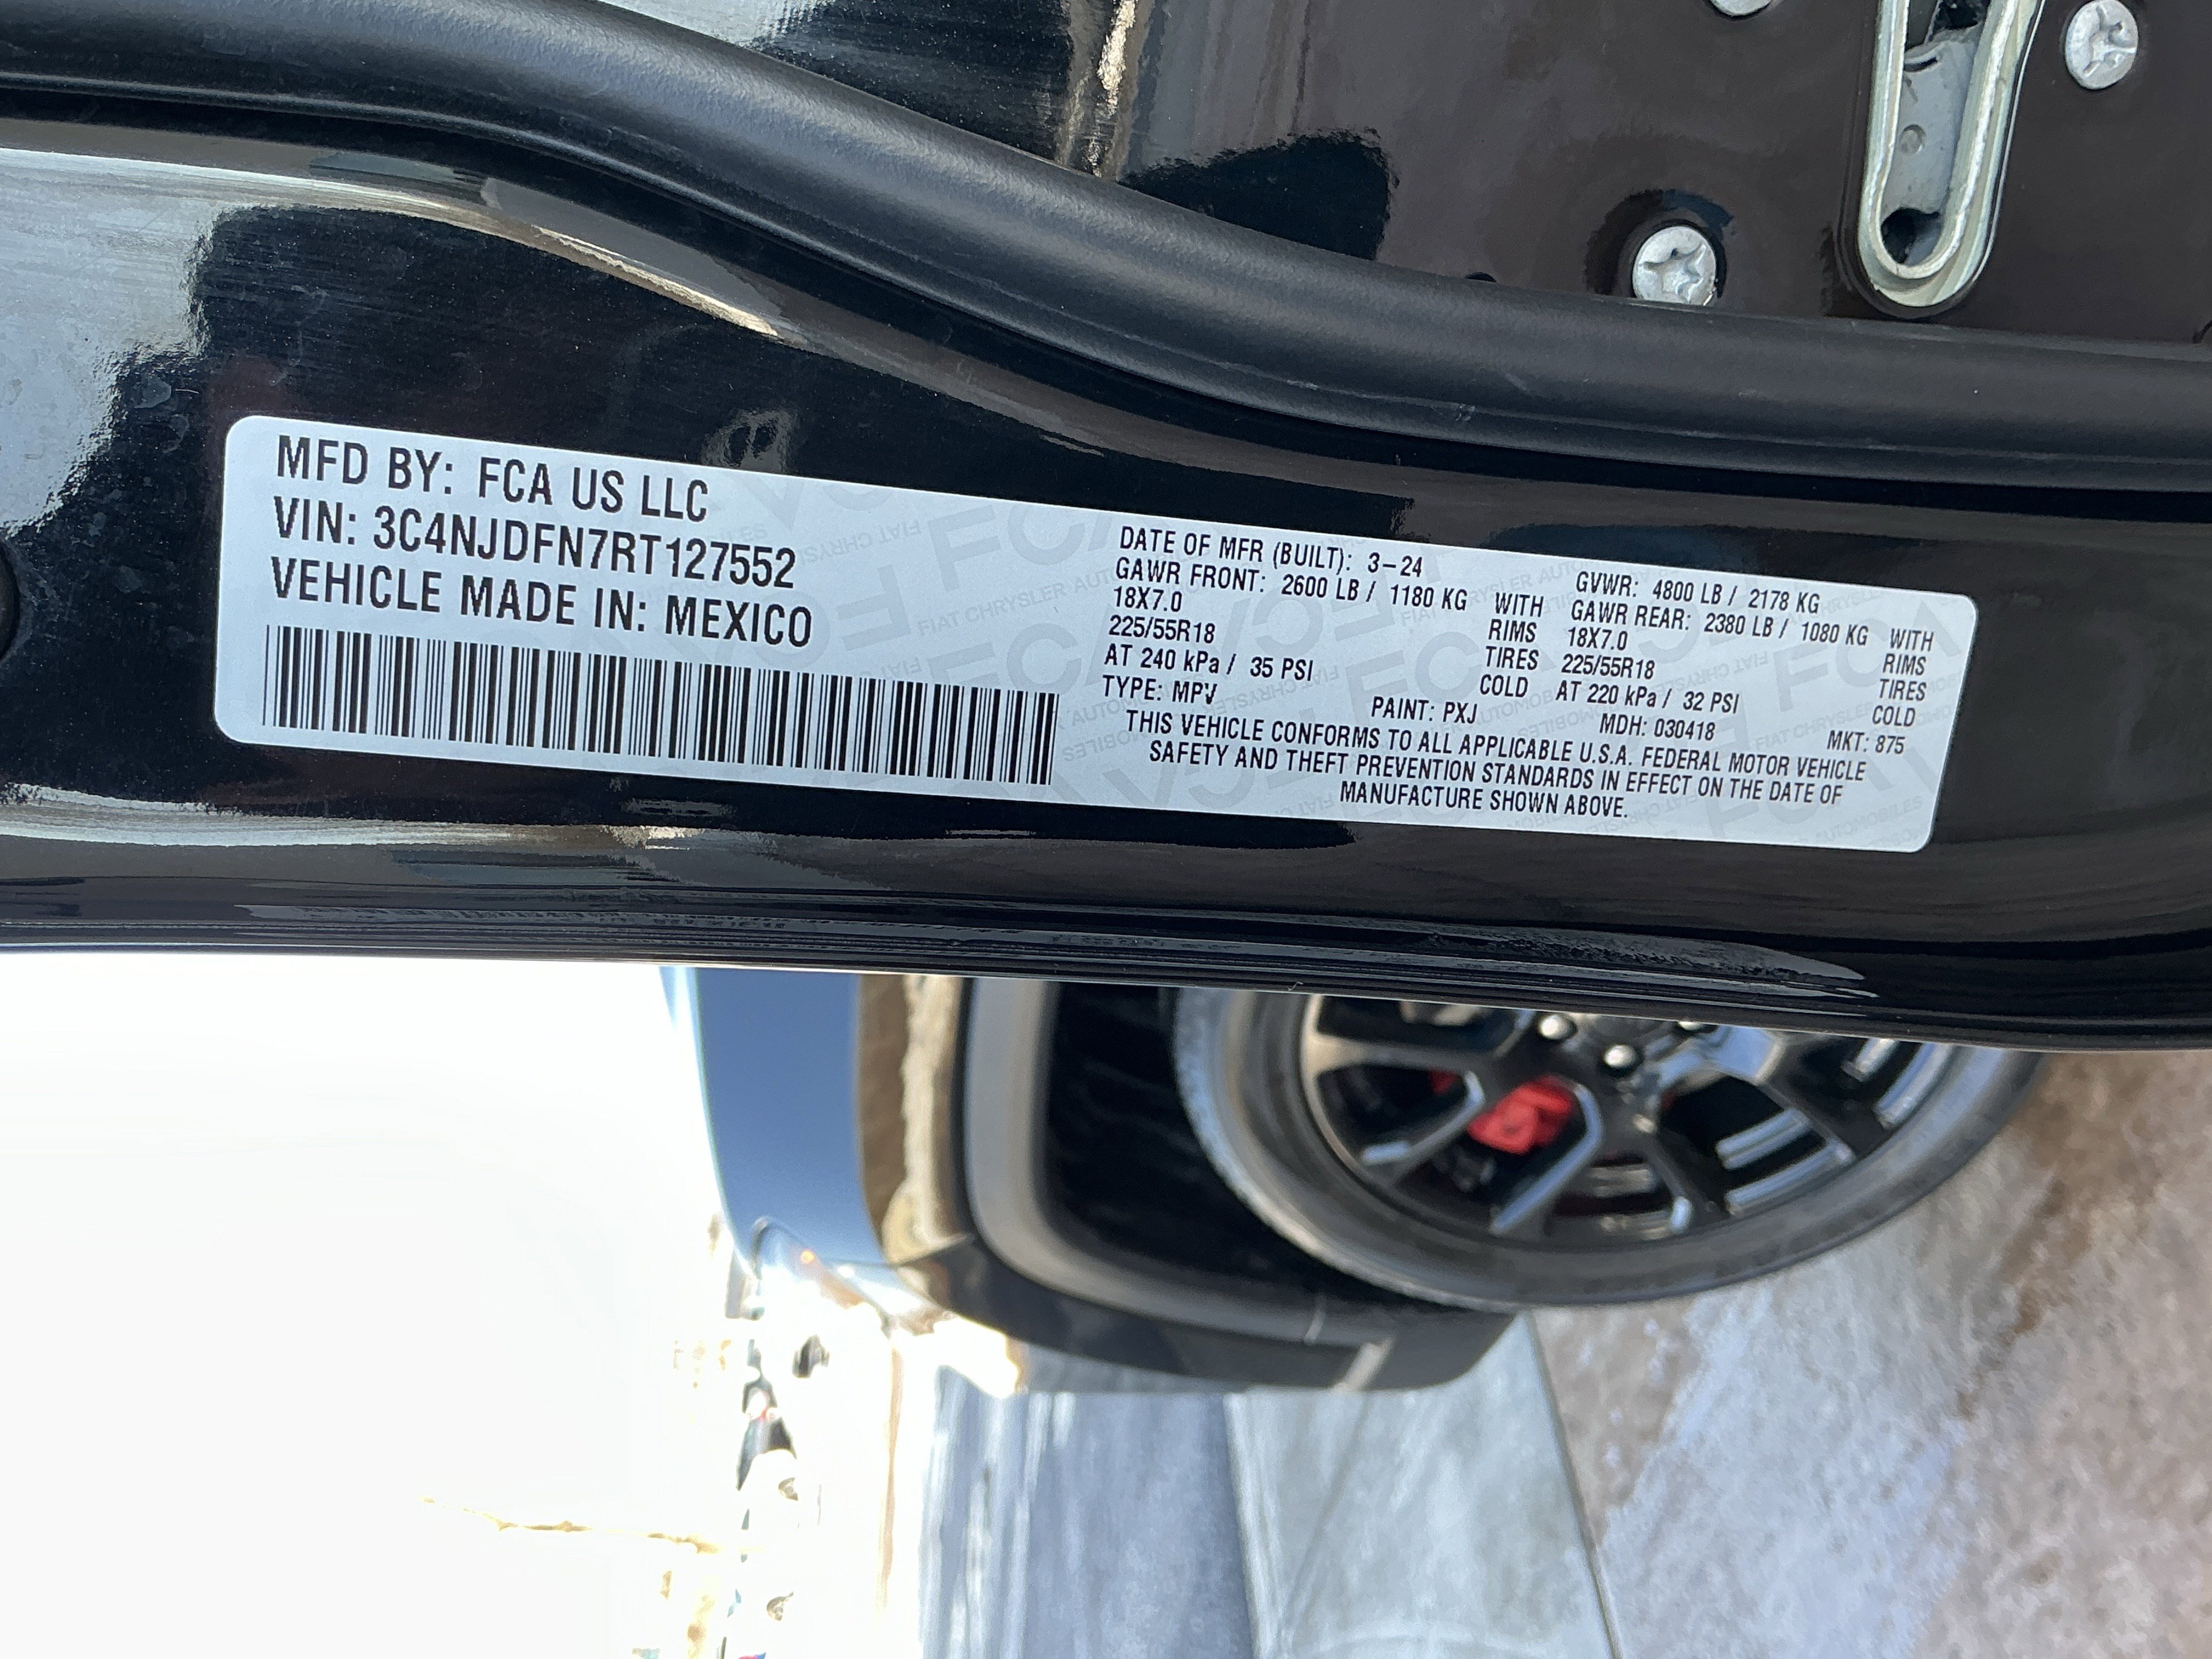 MFD BY: FCA US LLC
VIN: 3C4NJDFN7RT127552
VEHICLE MADE IN: MEXICO
DATE OF MFR (BUILT): 3-24 GVWR: 4800 LB / 2178 KG
GAWR FRONT: 2600 LB / 1180 KG WITH GAWR REAR: 2380 LB / 1080 KG WITH
18X7.0 RIMS 18X7.0 RIMS
225/55R18 TIRES 225/55R18 TIRES
AT 240 kPa / 35 PSI COLD AT 220 kPa / 32 PSI COLD
TYPE: MPV PAINT: PXJ MDH: 030418 MKT: 875
THIS VEHICLE CONFORMS TO ALL APPLICABLE U.S.A. FEDERAL MOTOR VEHICLE
SAFETY AND THEFT PREVENTION STANDARDS IN EFFECT ON THE DATE OF
MANUFACTURE SHOWN ABOVE.